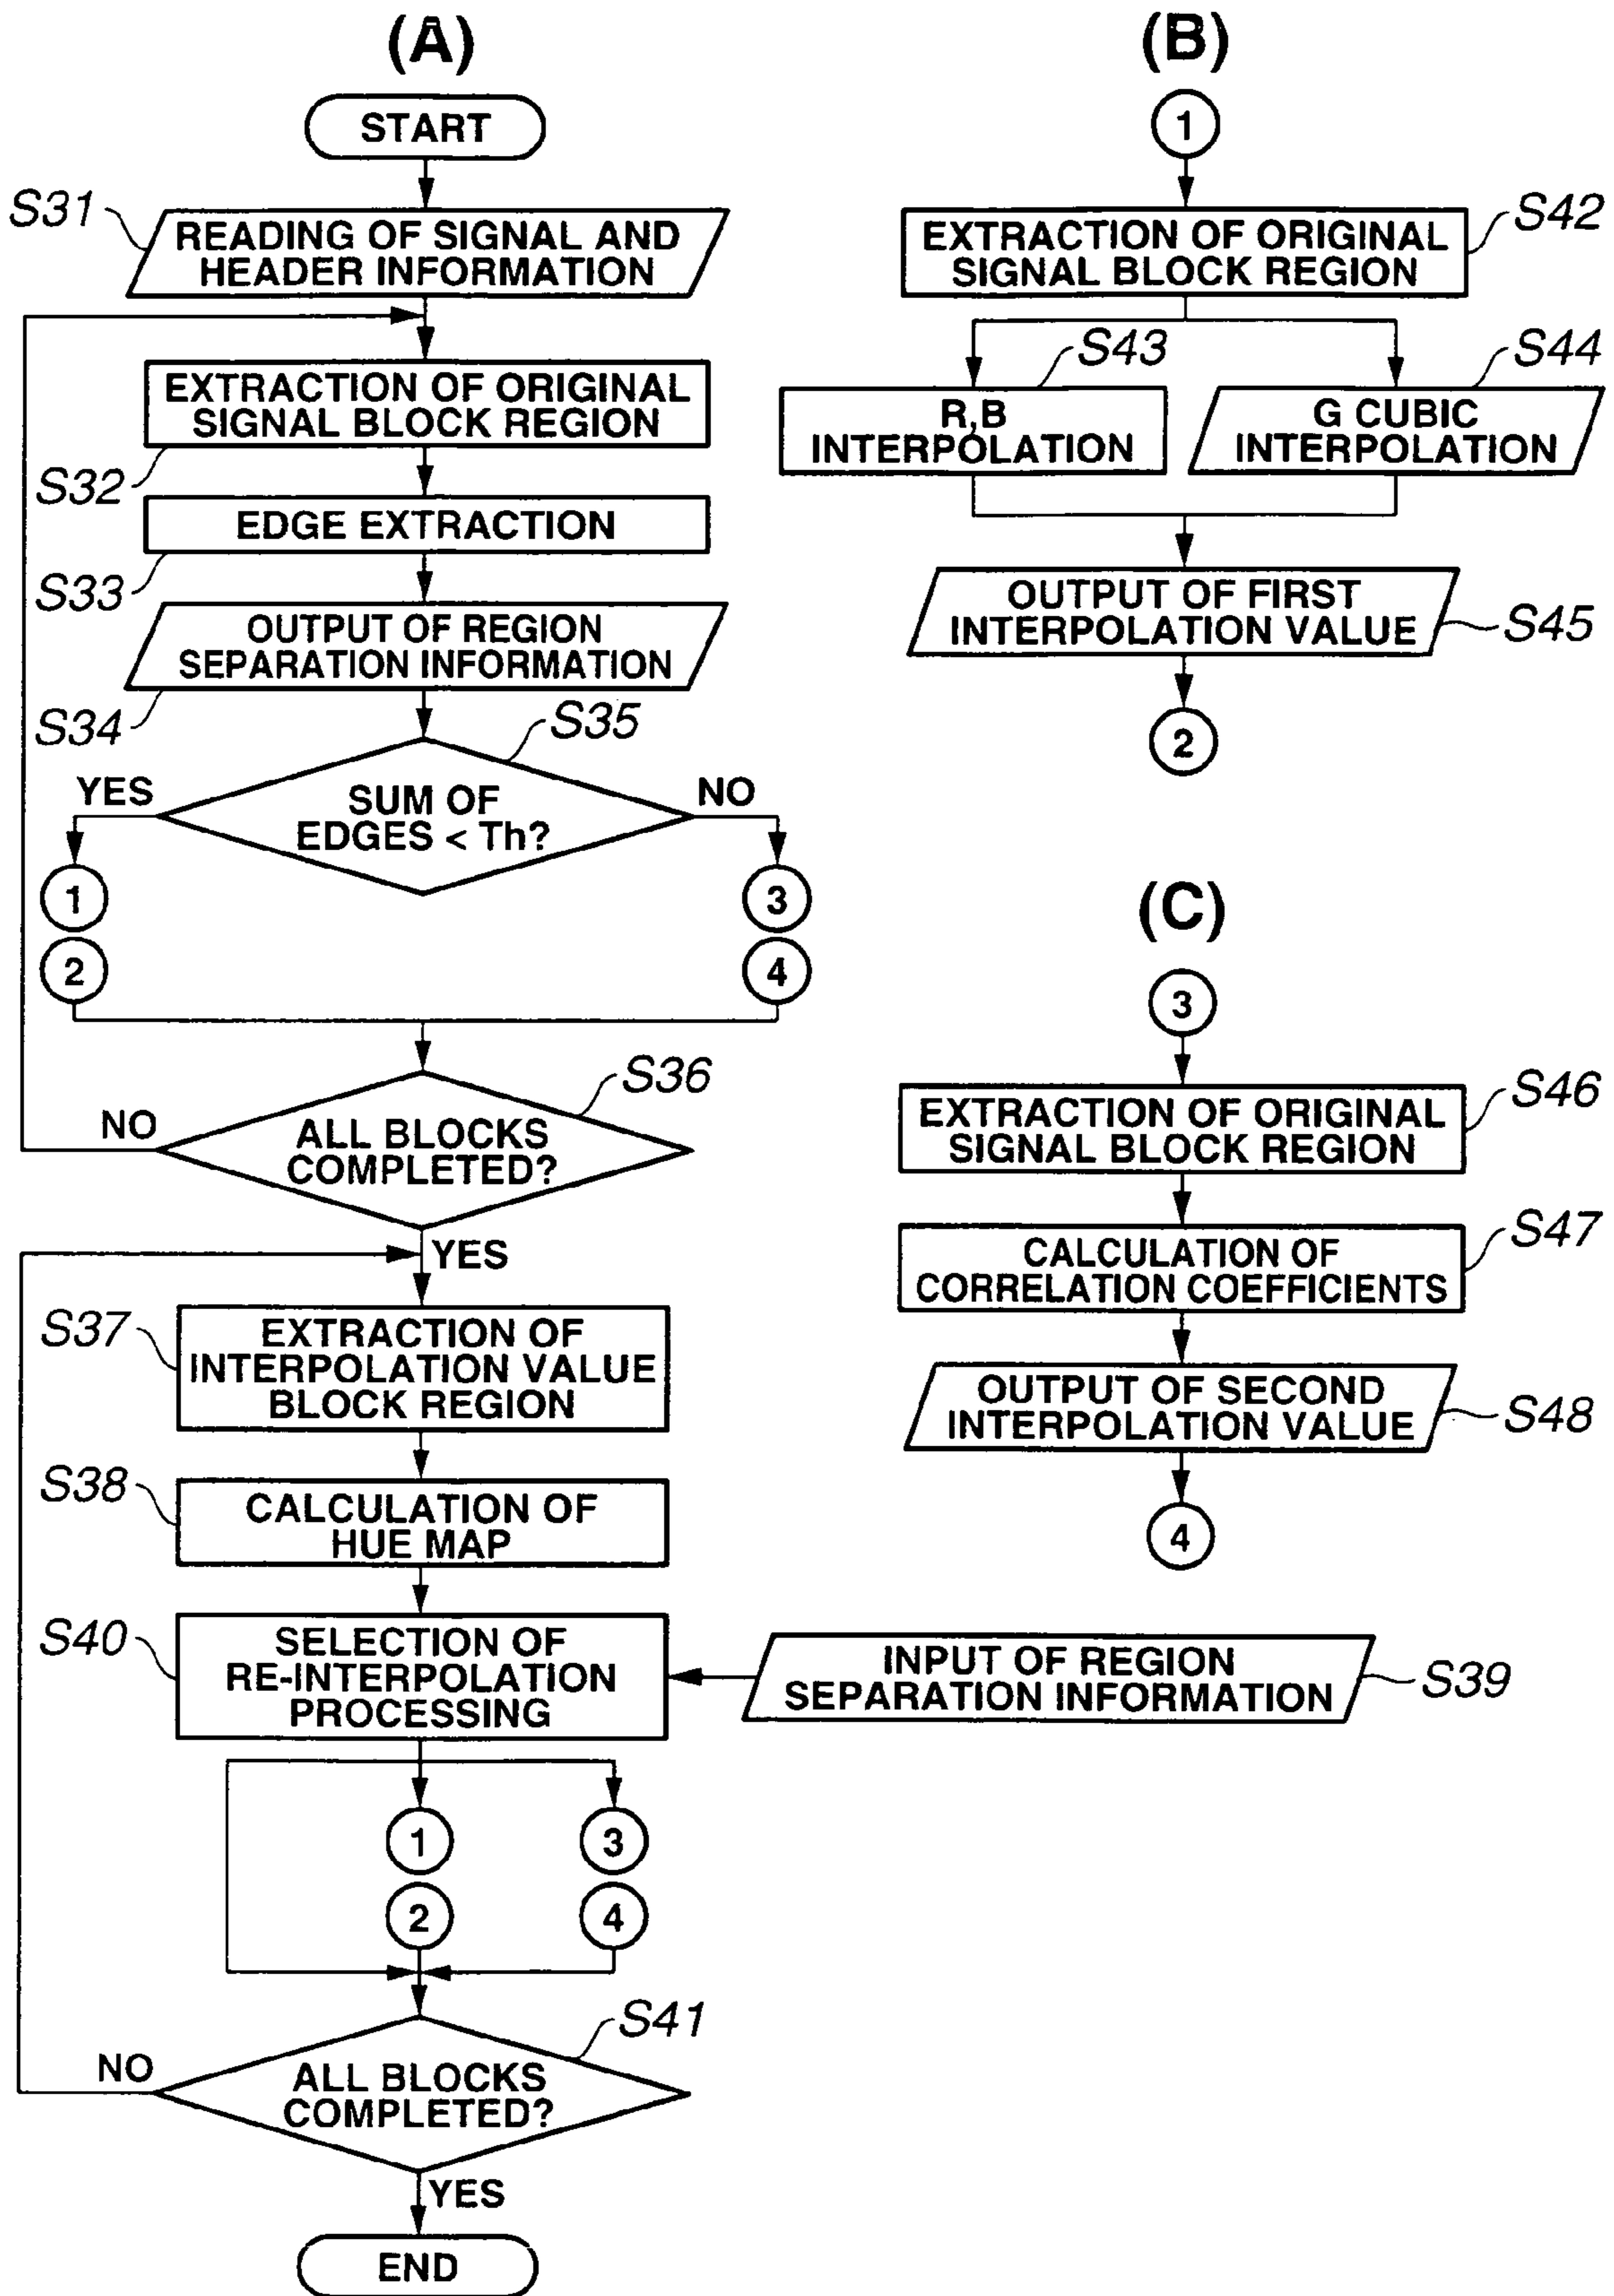 (A)
START
S31
READING OF SIGNAL AND
HEADER INFORMATION
EXTRACTION OF ORIGINAL
SIGNAL BLOCK REGION
S32
EDGE EXTRACTION
S33
OUTPUT OF REGION
SEPARATION INFORMATION
S34
S35
YES
SUM OF
EDGES < Th?
NO
1
3
2
4
S36
NO
ALL BLOCKS
COMPLETED?
YES
S37
EXTRACTION OF
INTERPOLATION VALUE
BLOCK REGION
S38
CALCULATION OF
HUE MAP
S40
SELECTION OF
RE-INTERPOLATION
PROCESSING
INPUT OF REGION
SEPARATION INFORMATION
S39
1
3
2
4
S41
NO
ALL BLOCKS
COMPLETED?
YES
END
(B)
1
S42
EXTRACTION OF ORIGINAL
SIGNAL BLOCK REGION
S43
R,B
INTERPOLATION
S44
G CUBIC
INTERPOLATION
OUTPUT OF FIRST
INTERPOLATION VALUE
S45
2
(C)
3
S46
EXTRACTION OF ORIGINAL
SIGNAL BLOCK REGION
S47
CALCULATION OF
CORRELATION COEFFICIENTS
OUTPUT OF SECOND
INTERPOLATION VALUE
S48
4